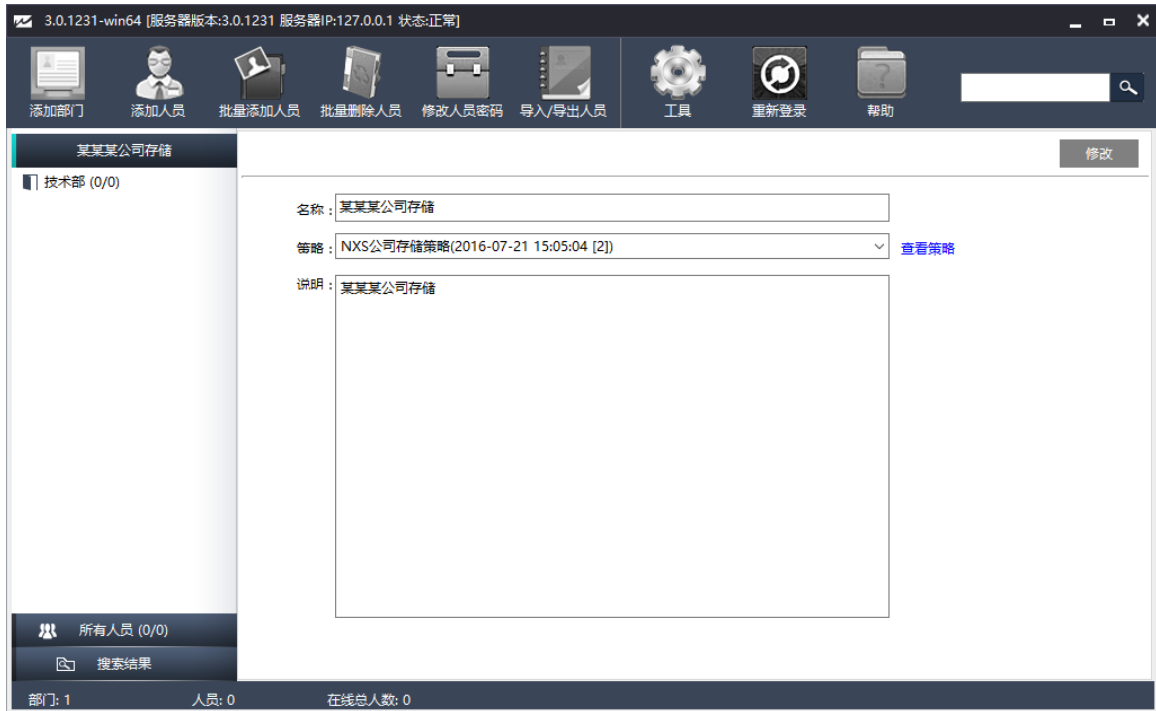 3.0.1231-win64 [服务器版本:3.0.1231 服务器IP:127.0.0.1 状态:正常]
添加部门 添加人员 批量添加人员 批量删除人员 修改人员密码 导入/导出人员 工具 重新登录 帮助
某某某公司存储
修改
技术部 (0/0)
名称：某某某公司存储
策略：NXS公司存储策略(2016-07-21 15:05:04 [2]) 查看策略
说明：某某某公司存储
所有人员 (0/0)
搜索结果
部门: 1 人员: 0 在线总人数: 0